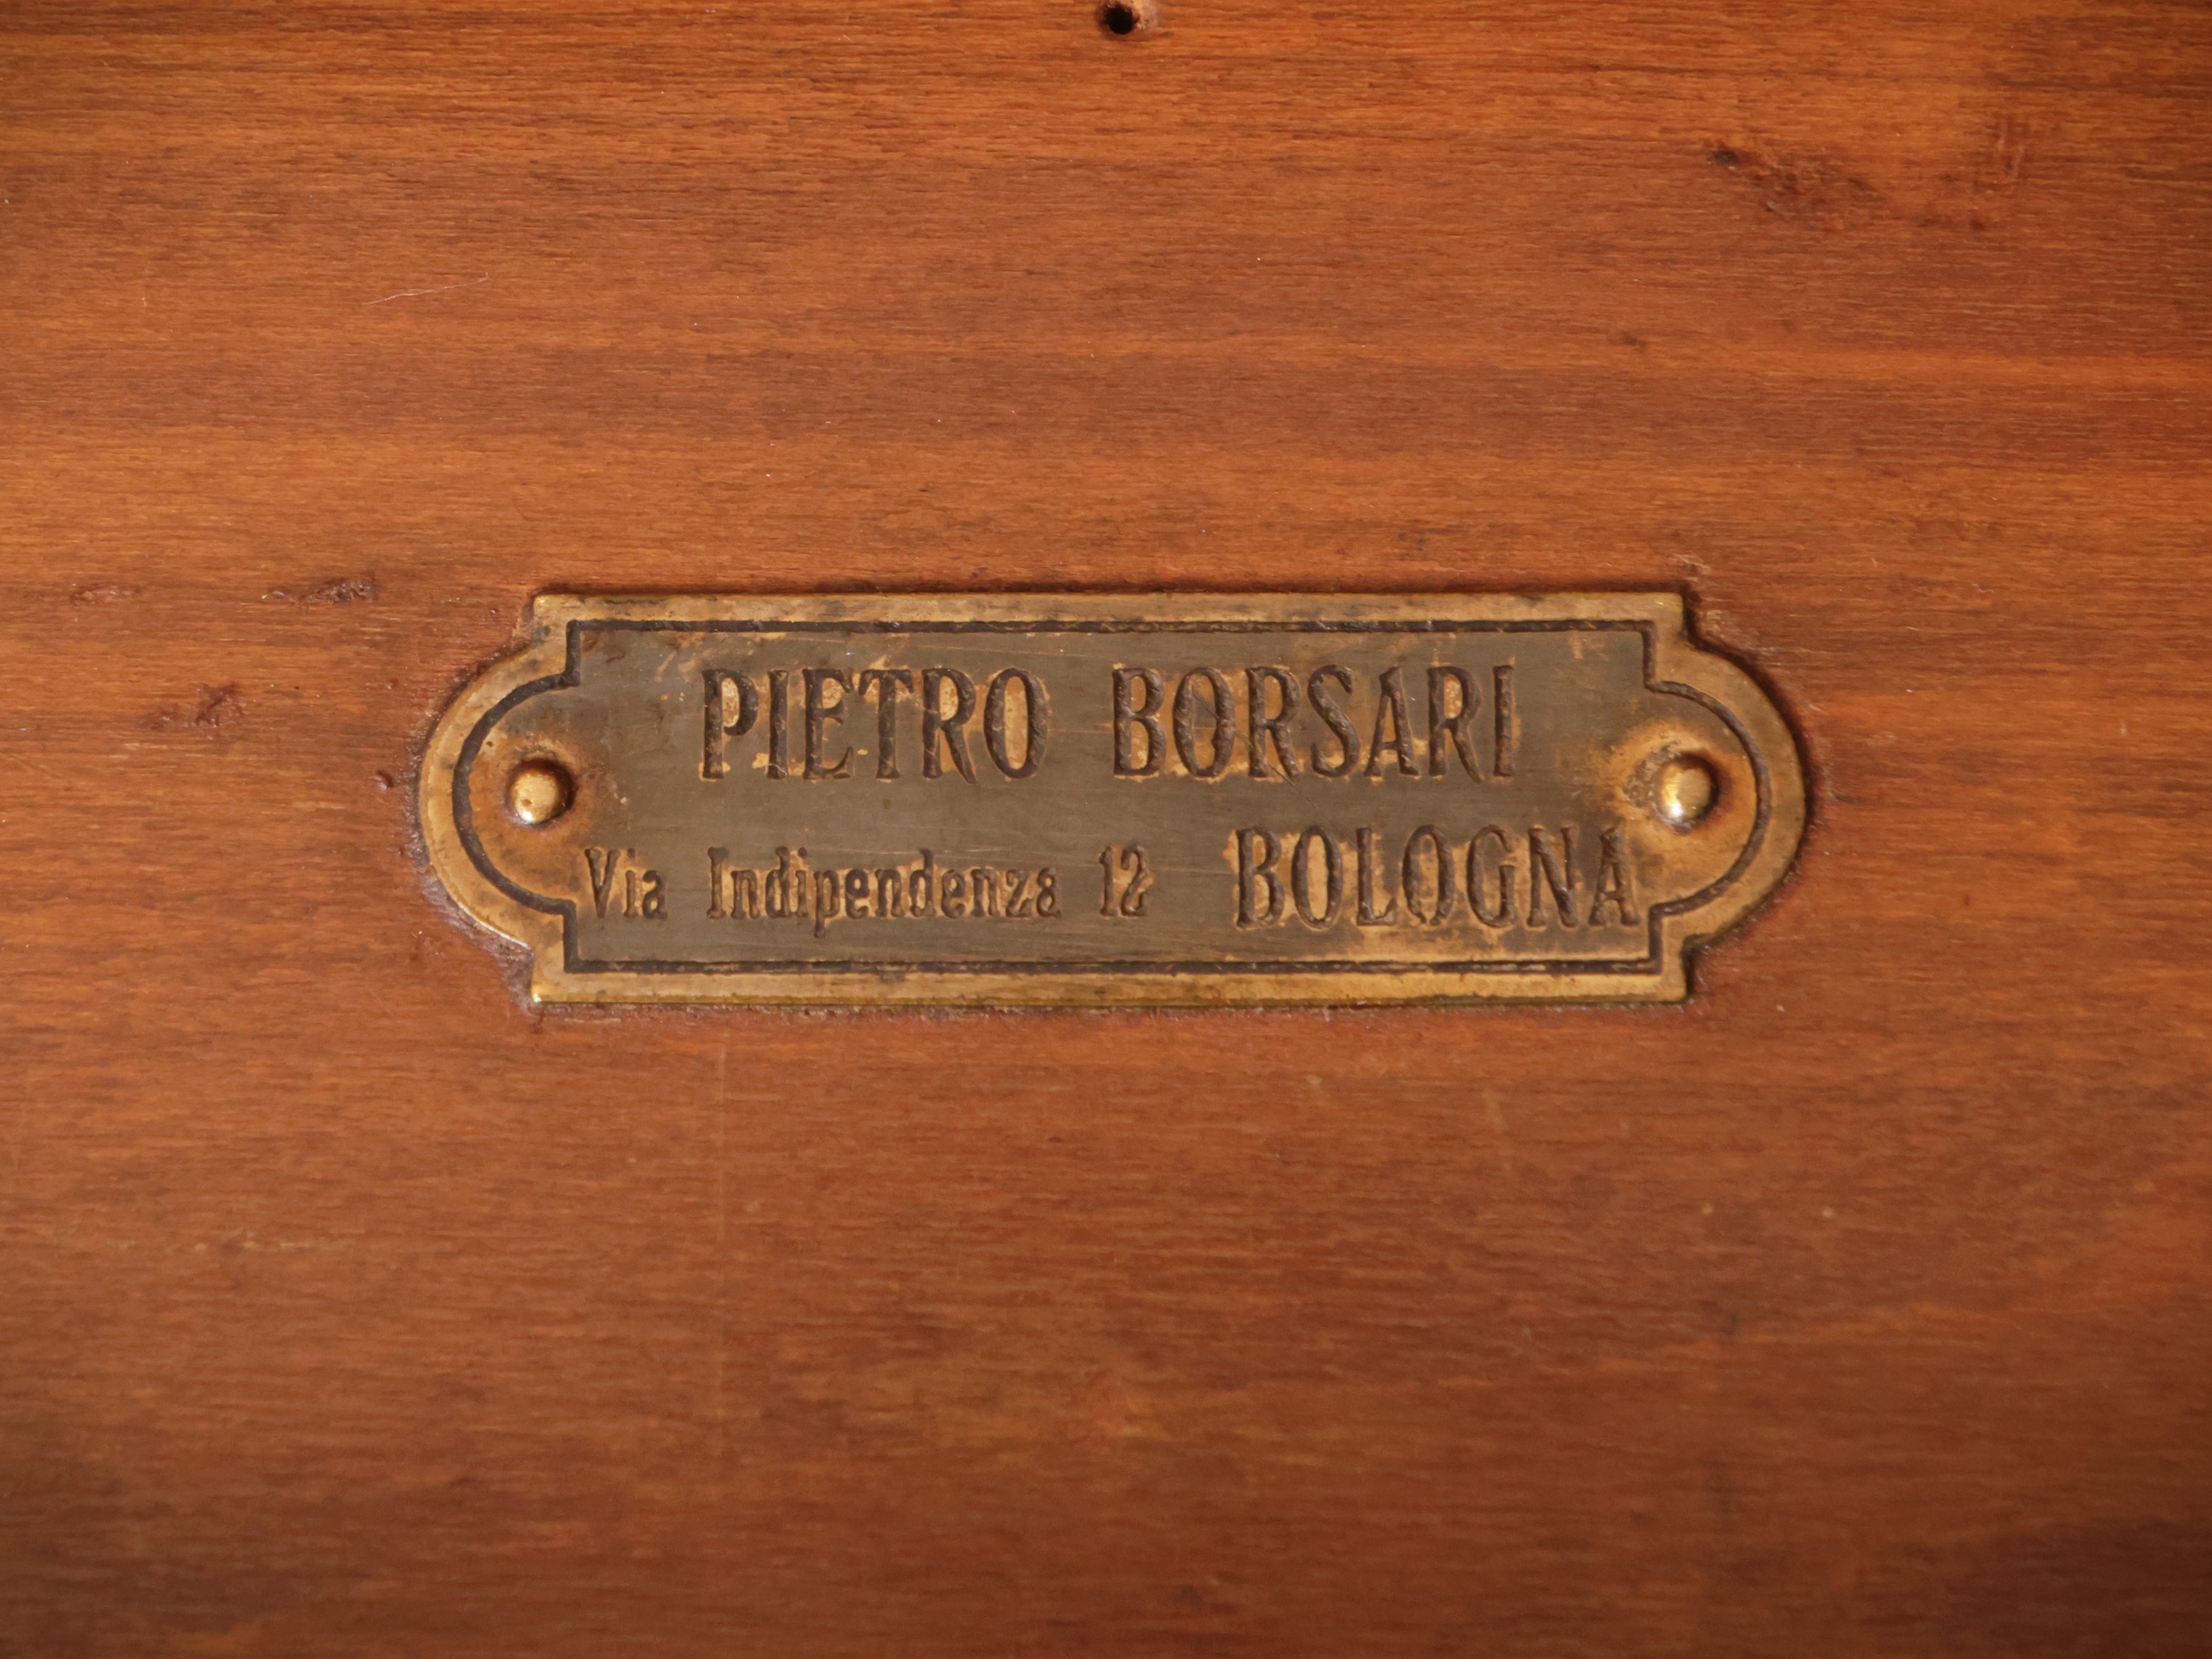 PIETRO BORSARI
Via Indipendenza 12 BOLOGNA